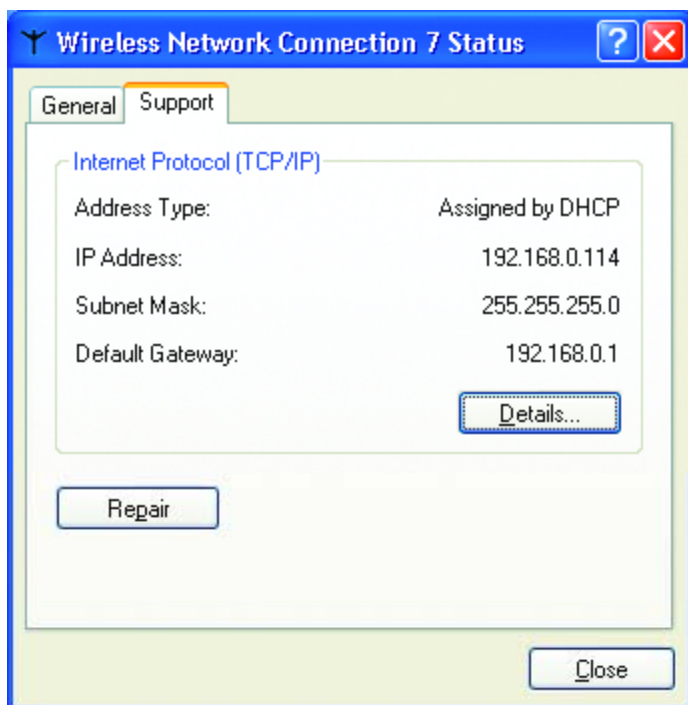 Wireless Network Connection 7 Status
General Support
Internet Protocol (TCP/IP)
Address Type: Assigned by DHCP
IP Address: 192.168.0.114
Subnet Mask: 255.255.255.0
Default Gateway: 192.168.0.1
Details...
Repair
Close